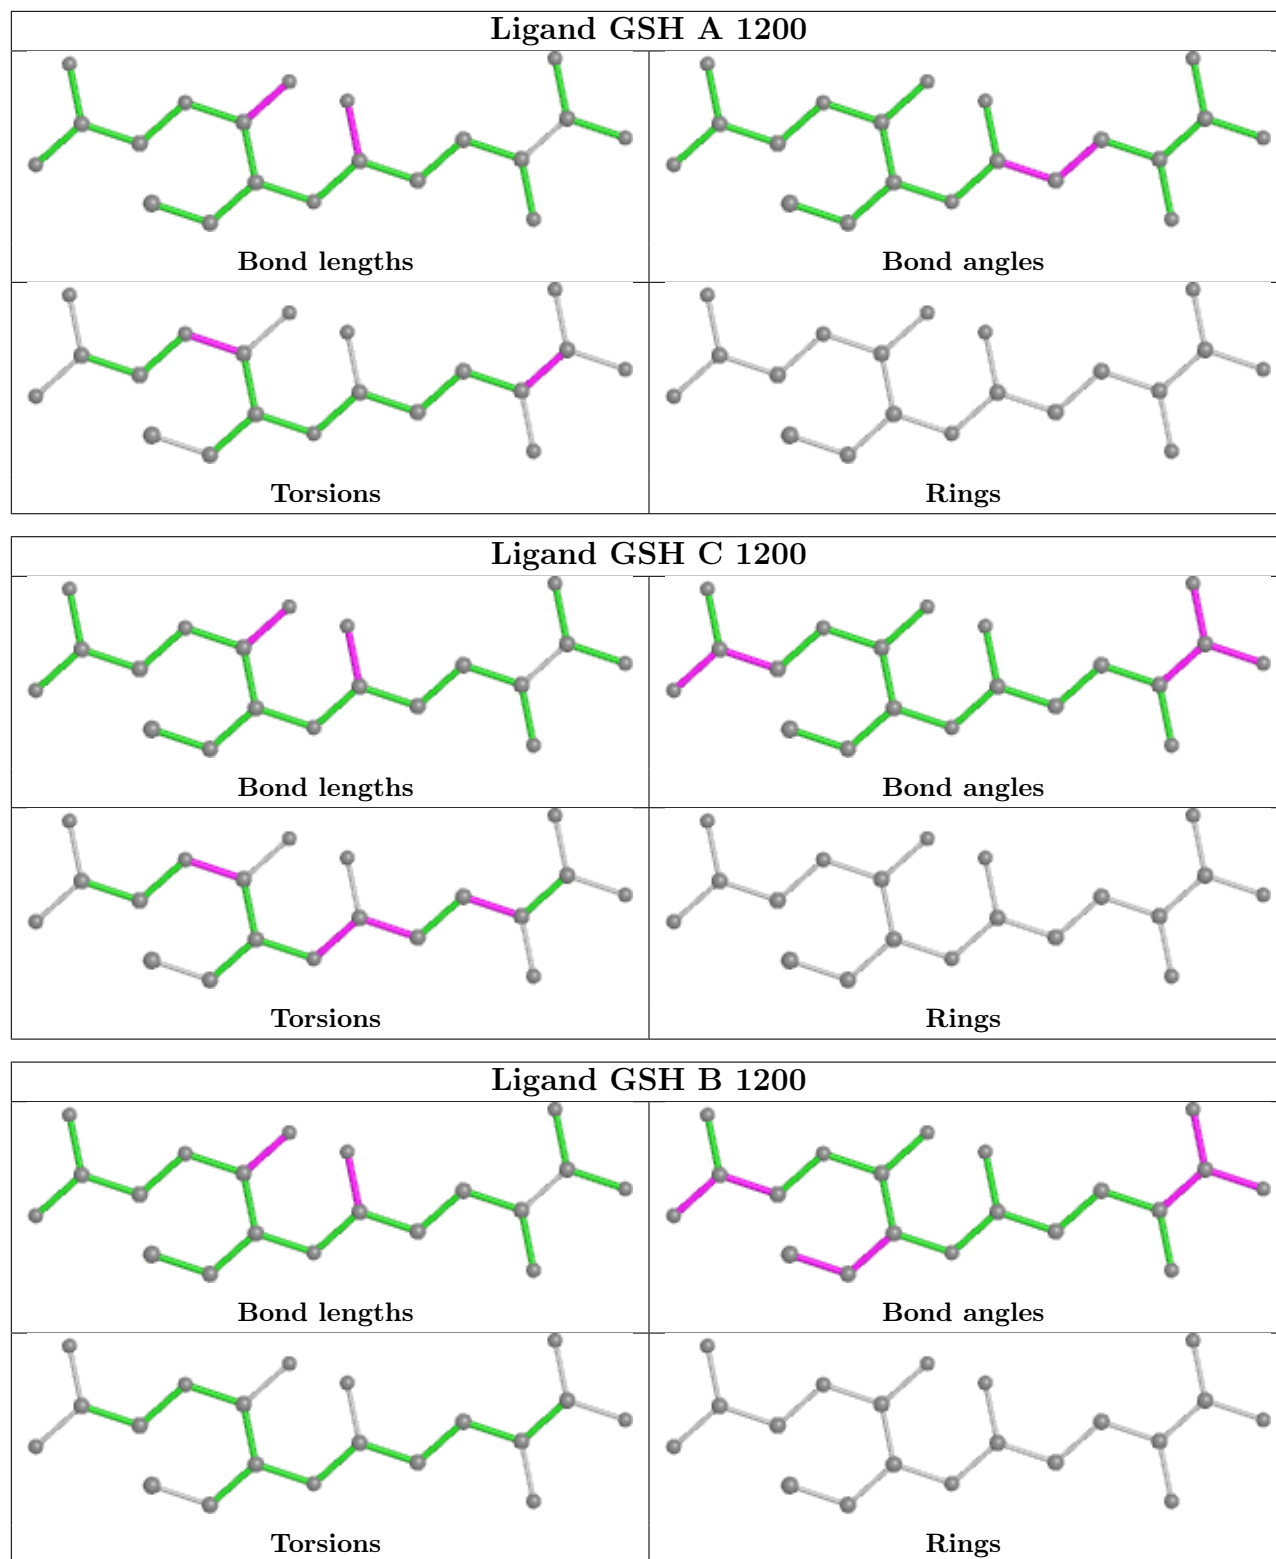 Ligand GSH A 1200
Bond lengths
Bond angles
Torsions
Rings
Ligand GSH C 1200
Bond lengths
Bond angles
Torsions
Rings
Ligand GSH B 1200
Bond lengths
Bond angles
Torsions
Rings